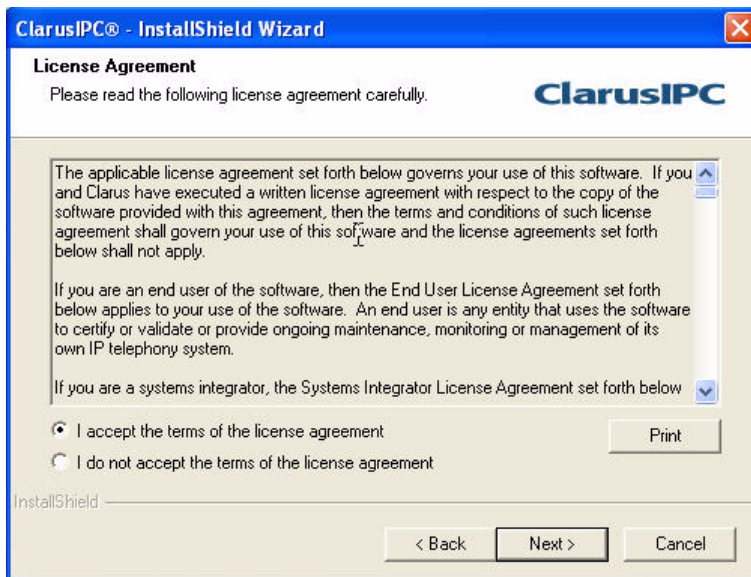 ClarusIPC® - InstallShield Wizard
License Agreement
Please read the following license agreement carefully.
ClarusIPC
The applicable license agreement set forth below governs your use of this software. If you
and Clarus have executed a written license agreement with respect to the copy of the
software provided with this agreement, then the terms and conditions of such license
agreement shall govern your use of this software and the license agreements set forth
below shall not apply.
If you are an end user of the software, then the End User License Agreement set forth
below applies to your use of the software. An end user is any entity that uses the software
to certify or validate or provide ongoing maintenance, monitoring or management of its
own IP telephony system.
If you are a systems integrator, the Systems Integrator License Agreement set forth below
I accept the terms of the license agreement
Print
I do not accept the terms of the license agreement
InstallShield
< Back
Next >
Cancel